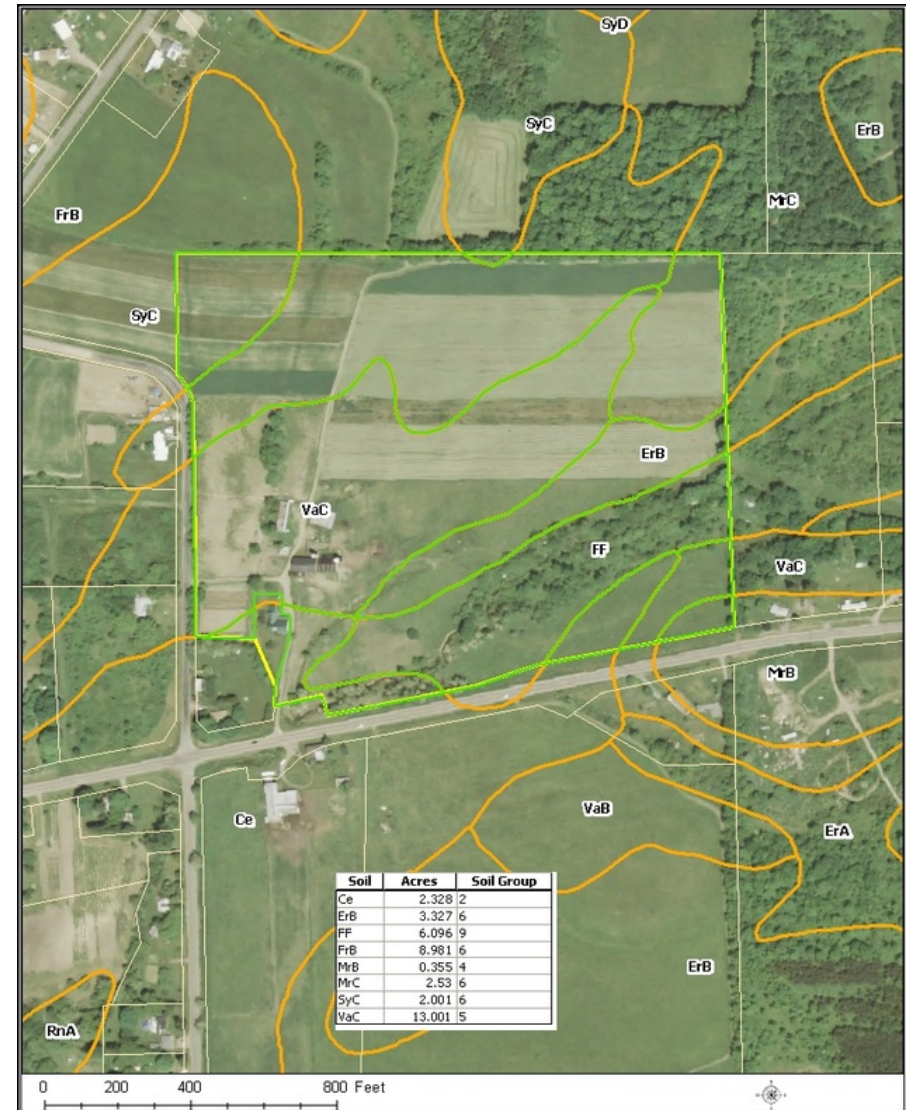 SyD
SyC
ErB
MrC
FrB
SyC
ErB
VaC
FF
VaC
MrB
VaB
Ce
ErA
Soil Acres Soil Group
Ce 2.328 2
ErB 3.327 6
FF 6.096 9
FrB 8.981 6
MrB 0.355 4
MrC 2.53 6
SyC 2.001 6
VaC 13.001 5
ErB
RnA
0 200 400 800 Feet